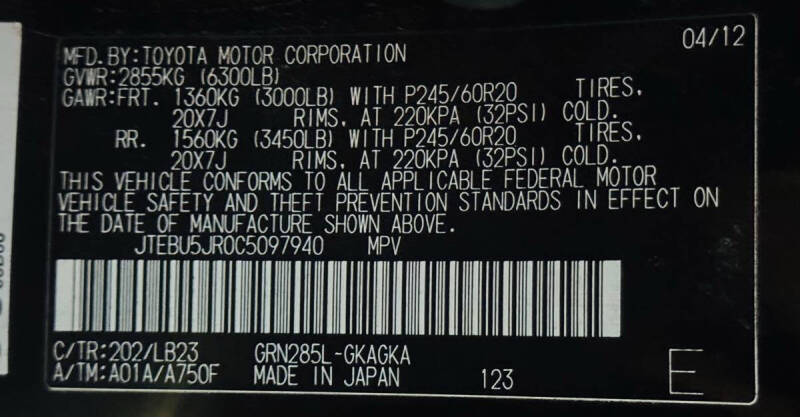 04/12
MFD. BY: TOYOTA MOTOR CORPORATION
GVWR: 2855KG (6300LB)
GAWR: FRT. 1360KG (3000LB) WITH P245/60R20 TIRES,
20X7J RIMS, AT 220KPA (32PSI) COLD.
RR. 1560KG (3450LB) WITH P245/60R20 TIRES,
20X7J RIMS, AT 220KPA (32PSI) COLD.
THIS VEHICLE CONFORMS TO ALL APPLICABLE FEDERAL MOTOR
VEHICLE SAFETY AND THEFT PREVENTION STANDARDS IN EFFECT ON
THE DATE OF MANUFACTURE SHOWN ABOVE.
JTEBU5JR0C5097940 MPV
C/TR: 202/LB23 GRN285L-GKAGKA
A/TM: A01A/A750F MADE IN JAPAN 123 E